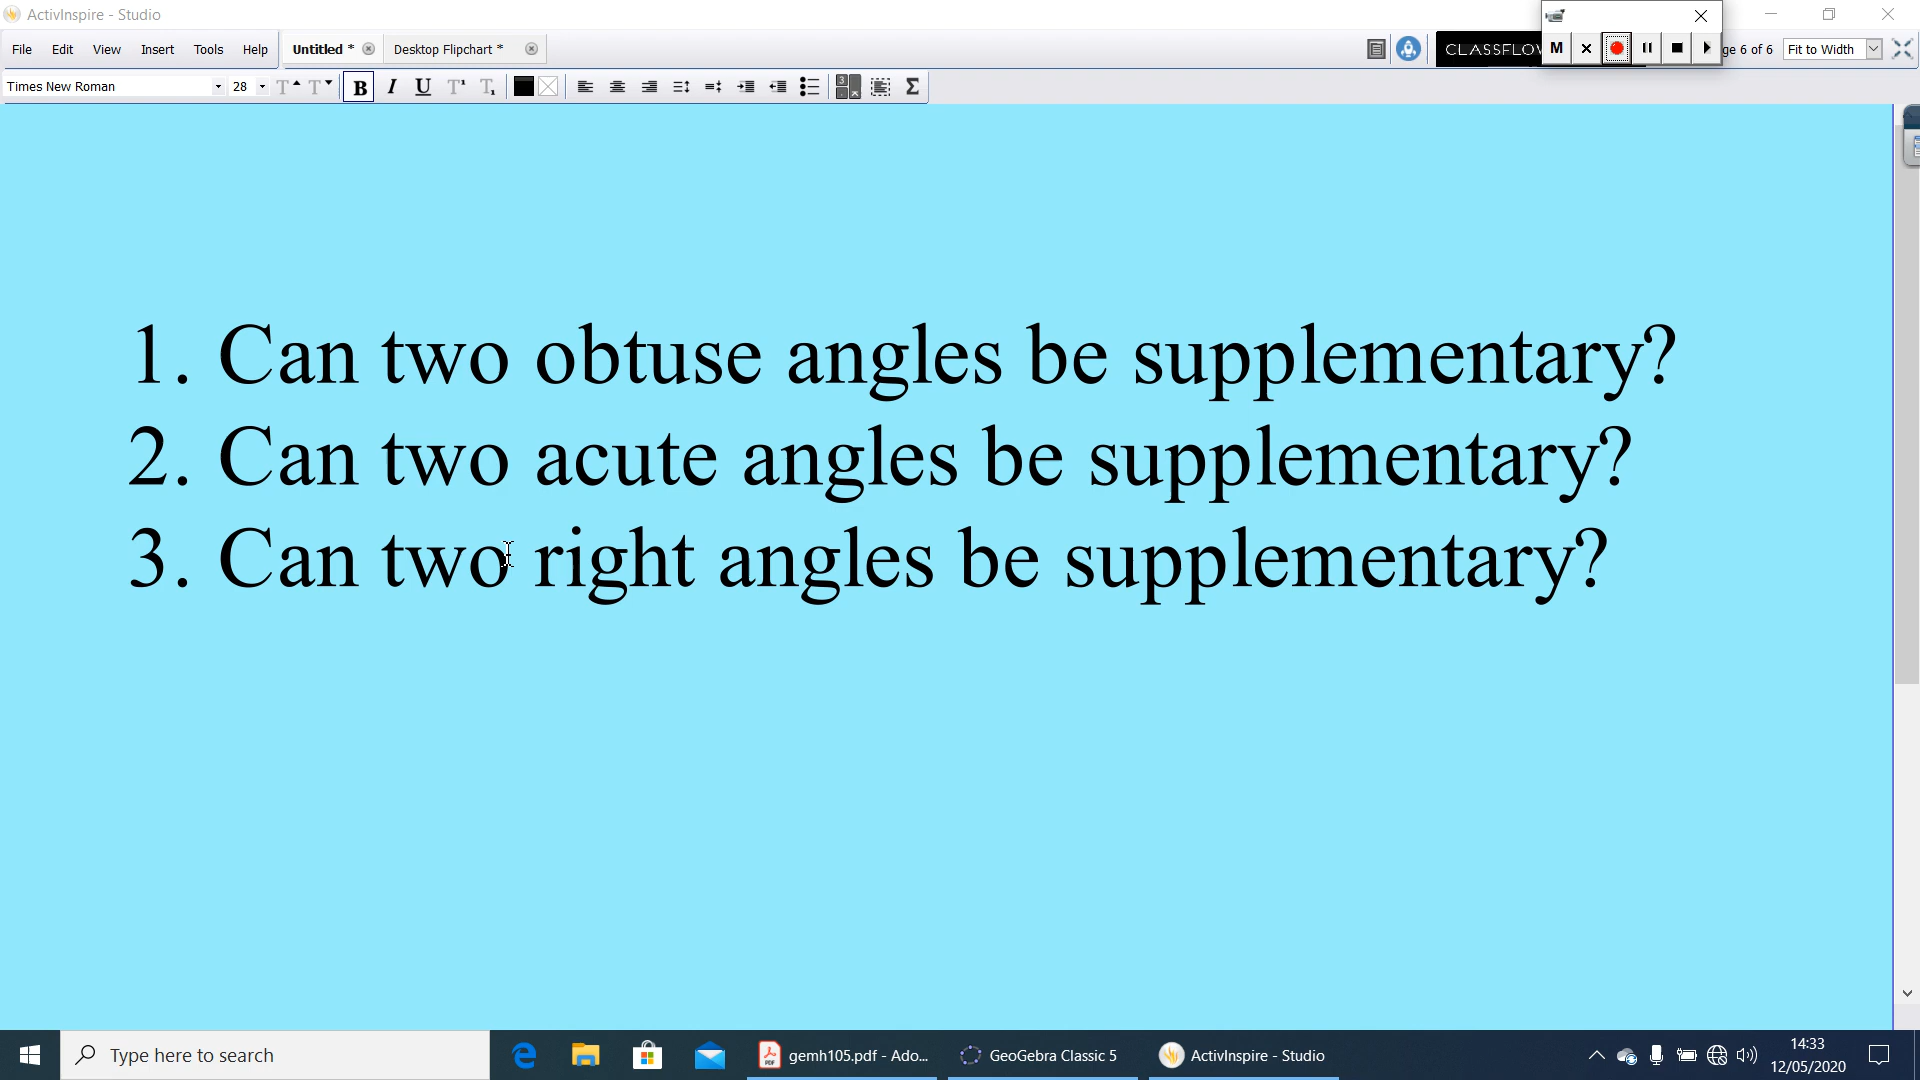 ActivInspire - Studio
File Edit View Insert Tools Help Untitled * Desktop Flipchart * M 6 of 6 Fit to Width
Times New Roman 28 B I U Σ
1. Can two obtuse angles be supplementary?
2. Can two acute angles be supplementary?
3. Can two right angles be supplementary?
Type here to search gemh105.pdf - Ado... GeoGebra Classic 5 ActivInspire - Studio 14:33
12/05/2020